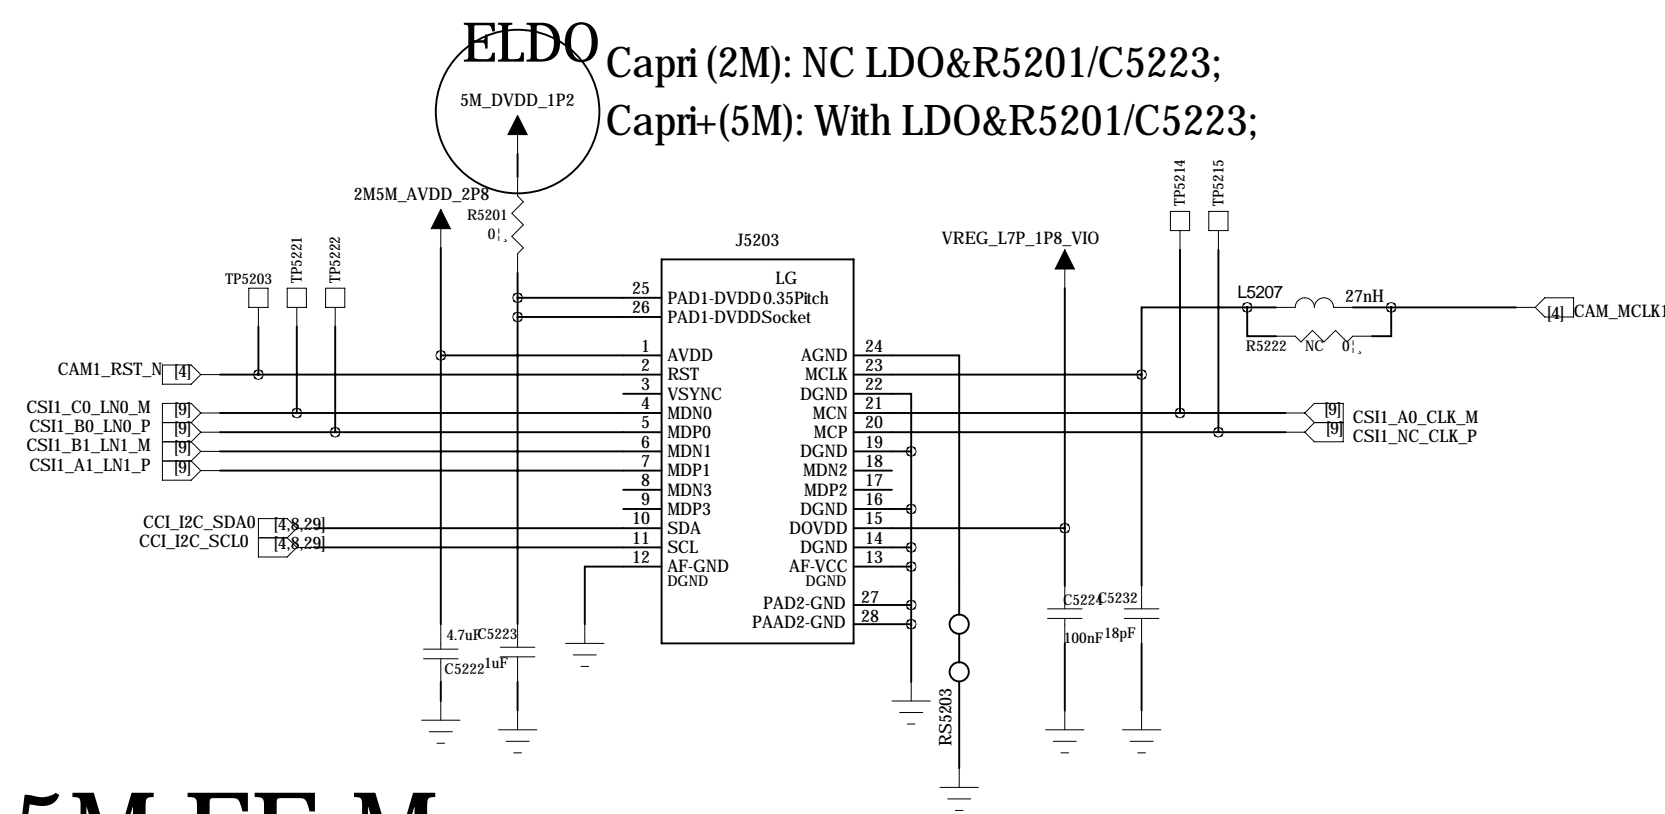 ELDO
Capri (2M): NC LDO&R5201/C5223;
Capri+(5M): With LDO&R5201/C5223;
5M_DVDD_1P2
2M5M_AVDD_2P8
R5201
0
TP5203
TP5221
TP5222
J5203
LG
0.35Pitch
Socket
VREG_L7P_1P8_VIO
TP5214
TP5215
L5207
27nH
R5222
NC
0
[4]
CAM_MCLK1
25 PAD1-DVDD
26 PAD1-DVDD
1 AVDD
2 RST
3 VSYNC
4 MDN0
5 MDP0
6 MDN1
7 MDP1
8 MDN3
9 MDP3
10 SDA
11 SCL
12 AF-GND
DGND
AGND 24
MCLK 23
DGND 22
MCN 21
MCP 20
DGND 19
MDN2 18
MDP2 17
DGND 16
DOVDD 15
DGND 14
AF-VCC 13
DGND
PAD2-GND 27
PAAD2-GND 28
CAM1_RST_N [4]
CSI1_C0_LN0_M [9]
CSI1_B0_LN0_P [9]
CSI1_B1_LN1_M [9]
CSI1_A1_LN1_P [9]
CCI_I2C_SDA0 [4,8,29]
CCI_I2C_SCL0 [4,8,29]
[9] CSI1_A0_CLK_M
[9] CSI1_NC_CLK_P
4.7uF
C5222
C5223
1uF
RS5203
C5224
100nF
C5232
18pF